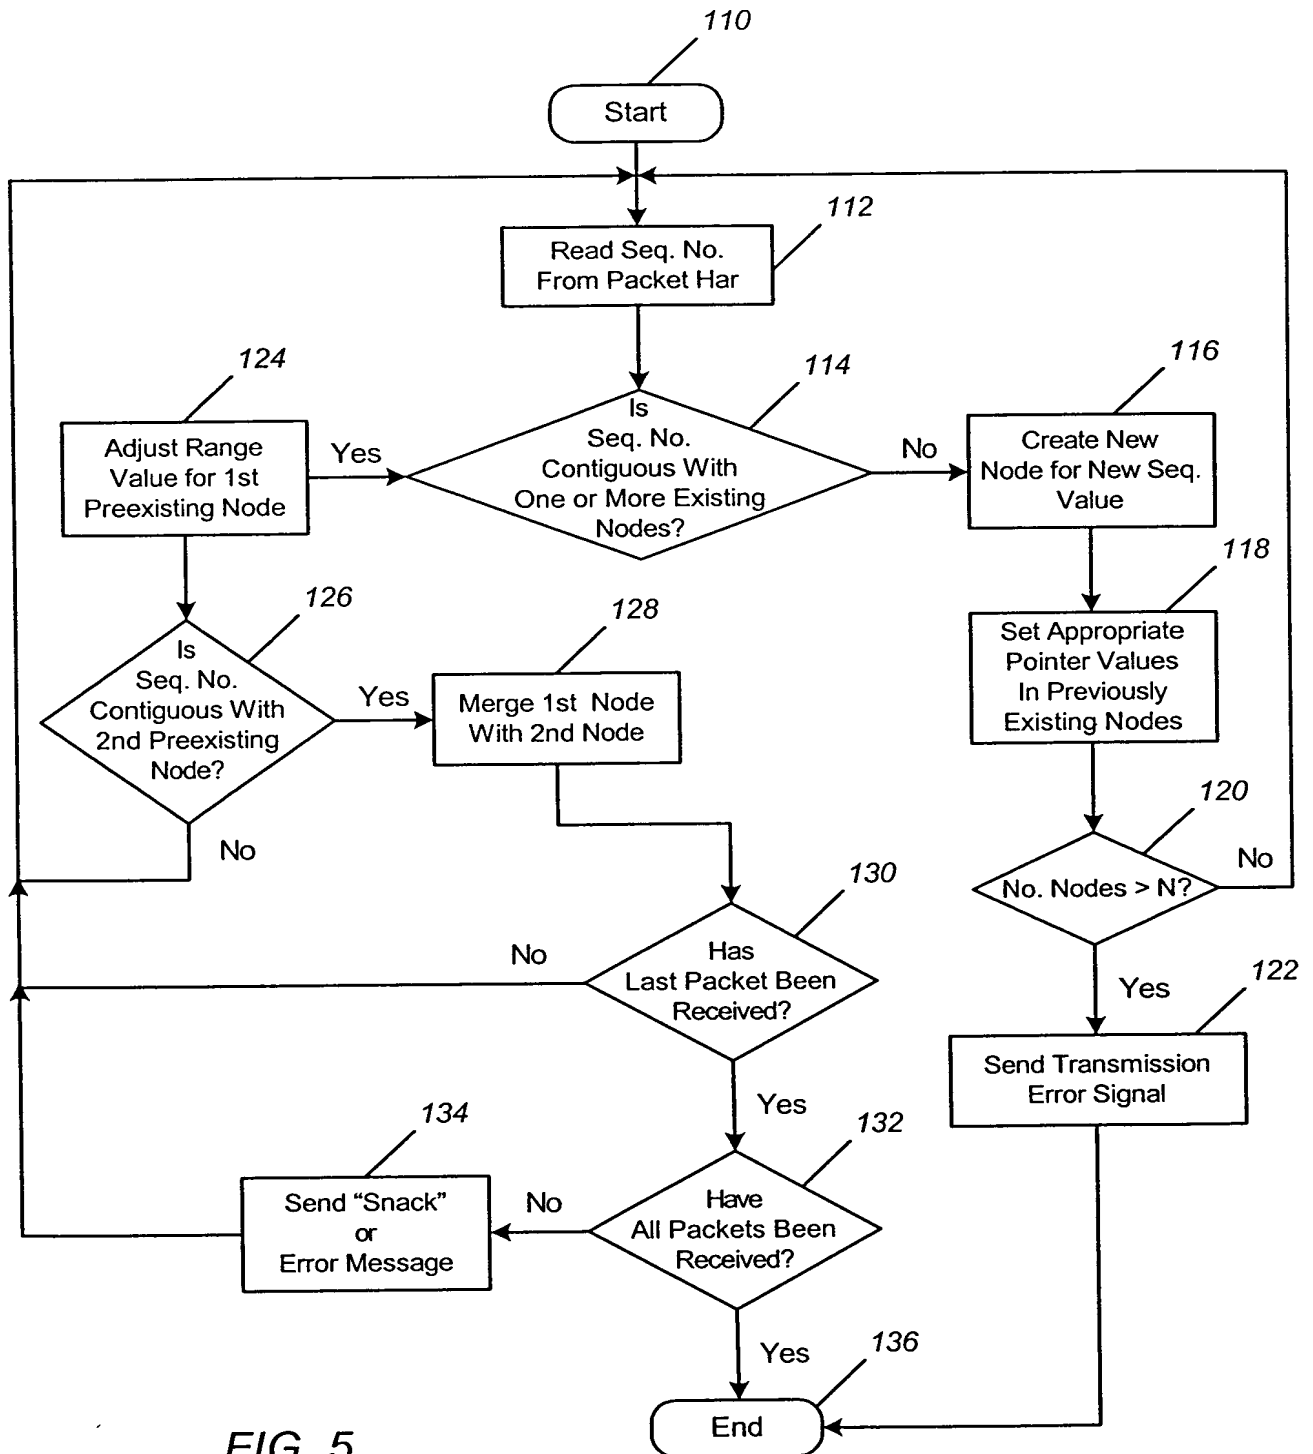 110
Start
112
Read Seq. No.
From Packet Har
124
114
116
Adjust Range
Value for 1st
Preexisting Node
Yes
Is
Seq. No.
Contiguous With
One or More Existing
Nodes?
No
Create New
Node for New Seq.
Value
118
126
128
Is
Seq. No.
Contiguous With
2nd Preexisting
Node?
Yes
Merge 1st Node
With 2nd Node
Set Appropriate
Pointer Values
In Previously
Existing Nodes
No
120
No. Nodes > N?
No
130
Has
Last Packet Been
Received?
No
Yes
122
Send Transmission
Error Signal
Yes
134
132
Send “Snack”
or
Error Message
No
Have
All Packets Been
Received?
Yes
136
End
FIG. 5